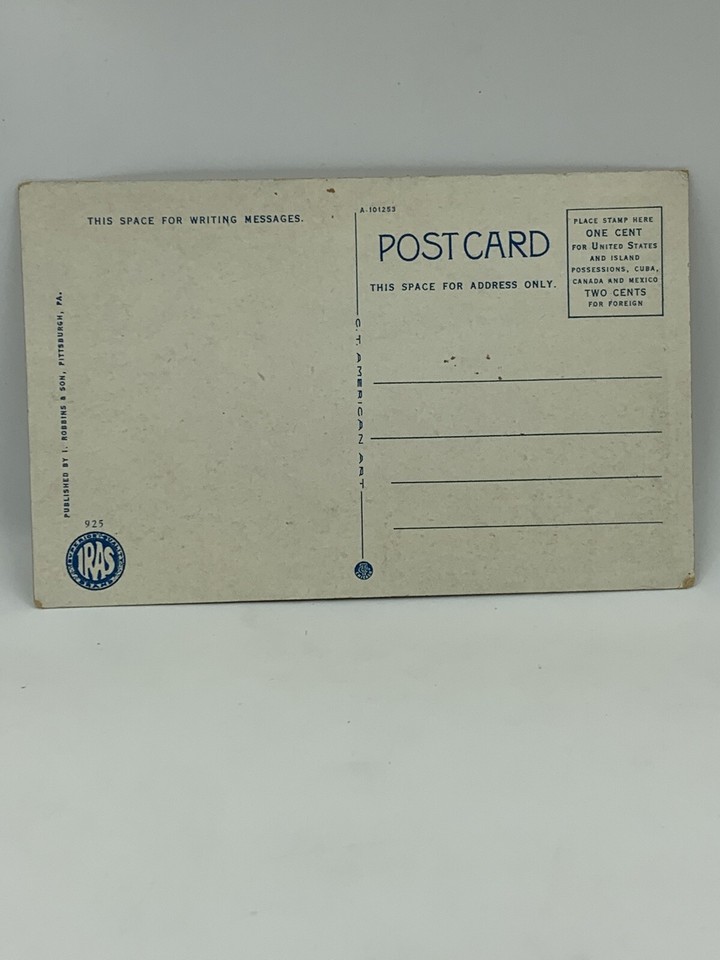 THIS SPACE FOR WRITING MESSAGES.
PUBLISHED BY I. ROBBINS & SON, PITTSBURGH, PA.
925
IRAS
A-101253
POST CARD
THIS SPACE FOR ADDRESS ONLY.
C.T. AMERICAN ART
PLACE STAMP HERE
ONE CENT
FOR UNITED STATES
AND ISLAND
POSSESSIONS, CUBA,
CANADA AND MEXICO
TWO CENTS
FOR FOREIGN